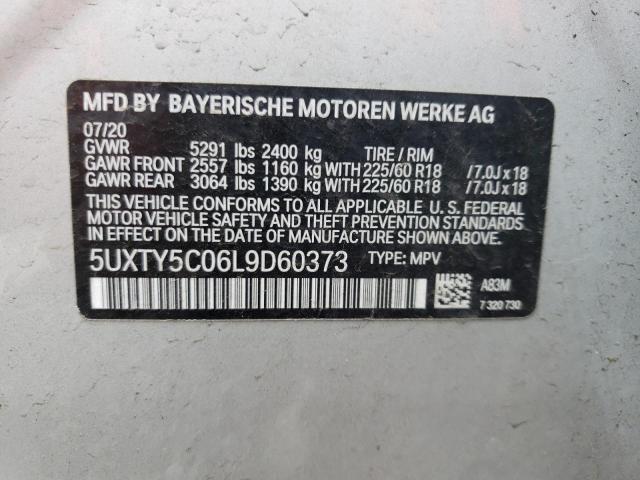 MFD BY BAYERISCHE MOTOREN WERKE AG
07/20
GVWR 5291 lbs 2400 kg TIRE / RIM
GAWR FRONT 2557 lbs 1160 kg WITH 225/60 R18 / 7.0J x 18
GAWR REAR 3064 lbs 1390 kg WITH 225/60 R18 / 7.0J x 18
THIS VEHICLE CONFORMS TO ALL APPLICABLE U. S. FEDERAL
MOTOR VEHICLE SAFETY AND THEFT PREVENTION STANDARDS
IN EFFECT ON DATE OF MANUFACTURE SHOWN ABOVE.
5UXTY5C06L9D60373 TYPE: MPV
A83M
7 320 730